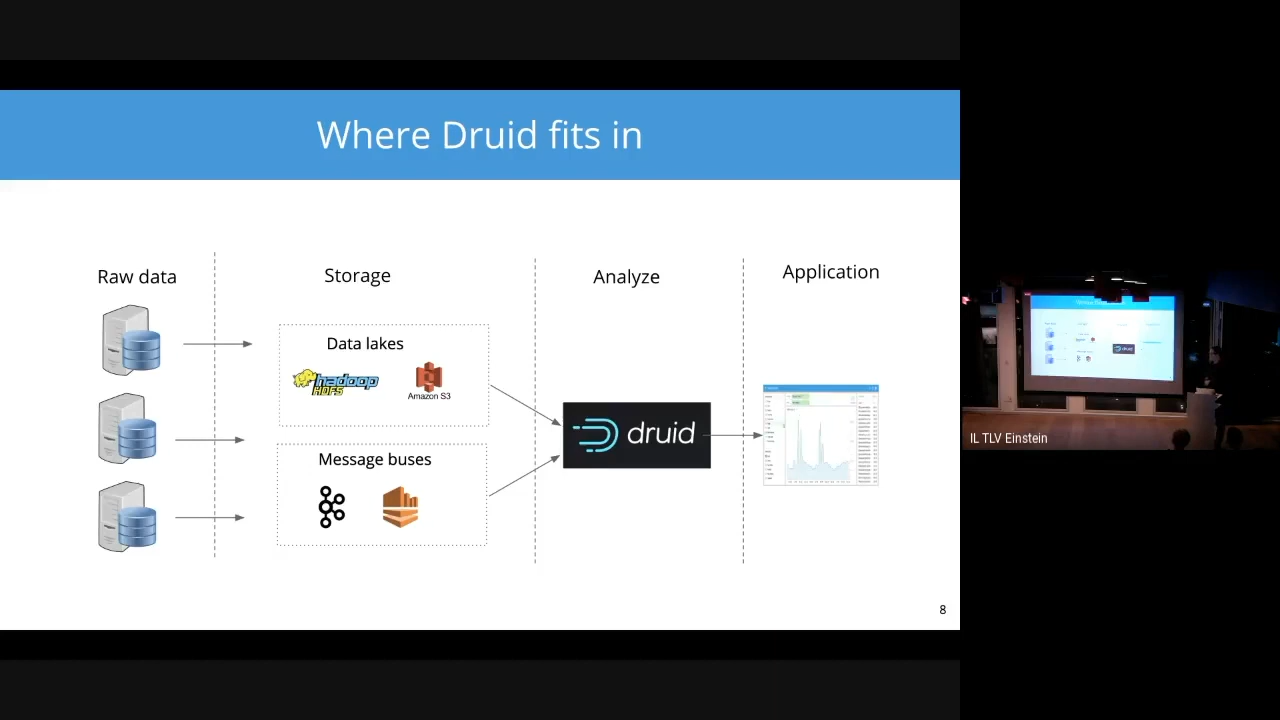 Where Druid fits in
Raw data
Storage
Analyze
Application
Data lakes
hadoop
HDFS
Amazon S3
Message buses
druid
8
IL TLV Einstein